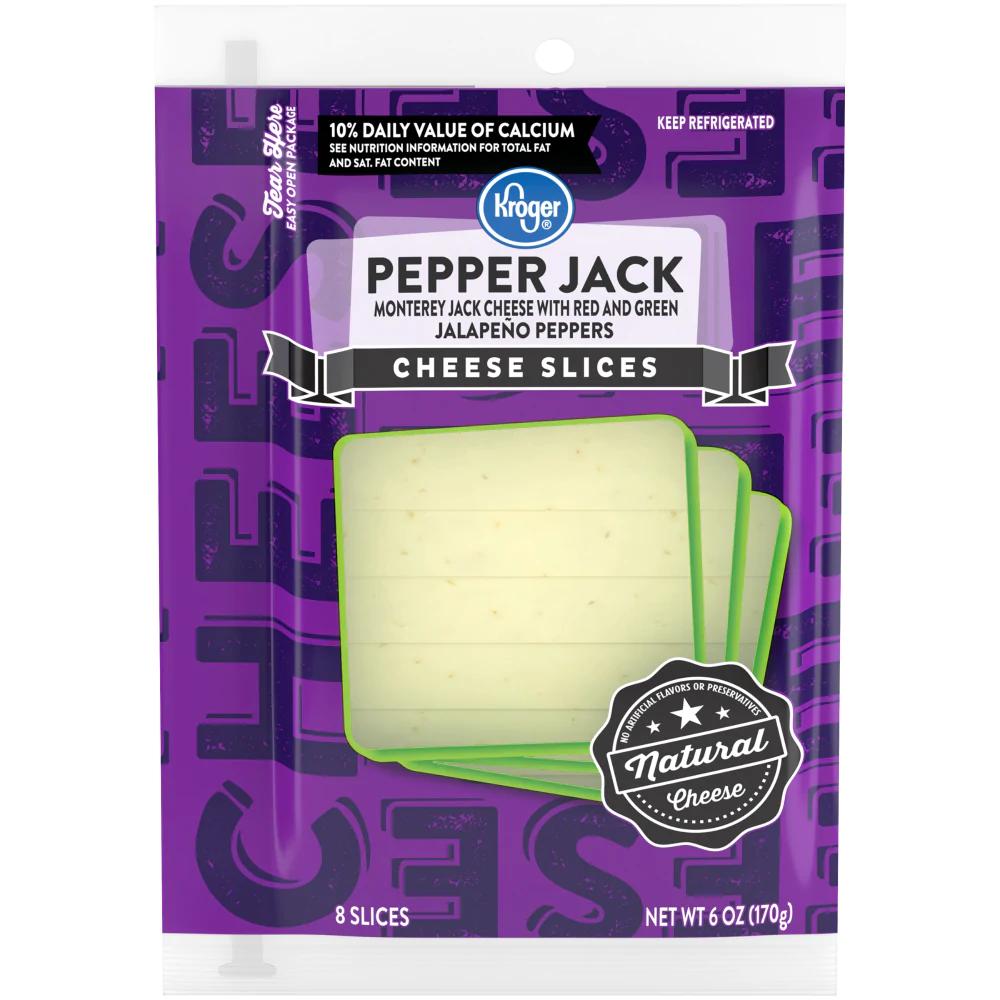 Tear Here
EASY OPEN PACKAGE
10% DAILY VALUE OF CALCIUM
SEE NUTRITION INFORMATION FOR TOTAL FAT
AND SAT. FAT CONTENT
KEEP REFRIGERATED
Kroger®
PEPPER JACK
MONTEREY JACK CHEESE WITH RED AND GREEN
JALAPEÑO PEPPERS
CHEESE SLICES
CHEESE
NO ARTIFICIAL FLAVORS OR PRESERVATIVES
Natural
Cheese
8 SLICES
NET WT 6 OZ (170g)